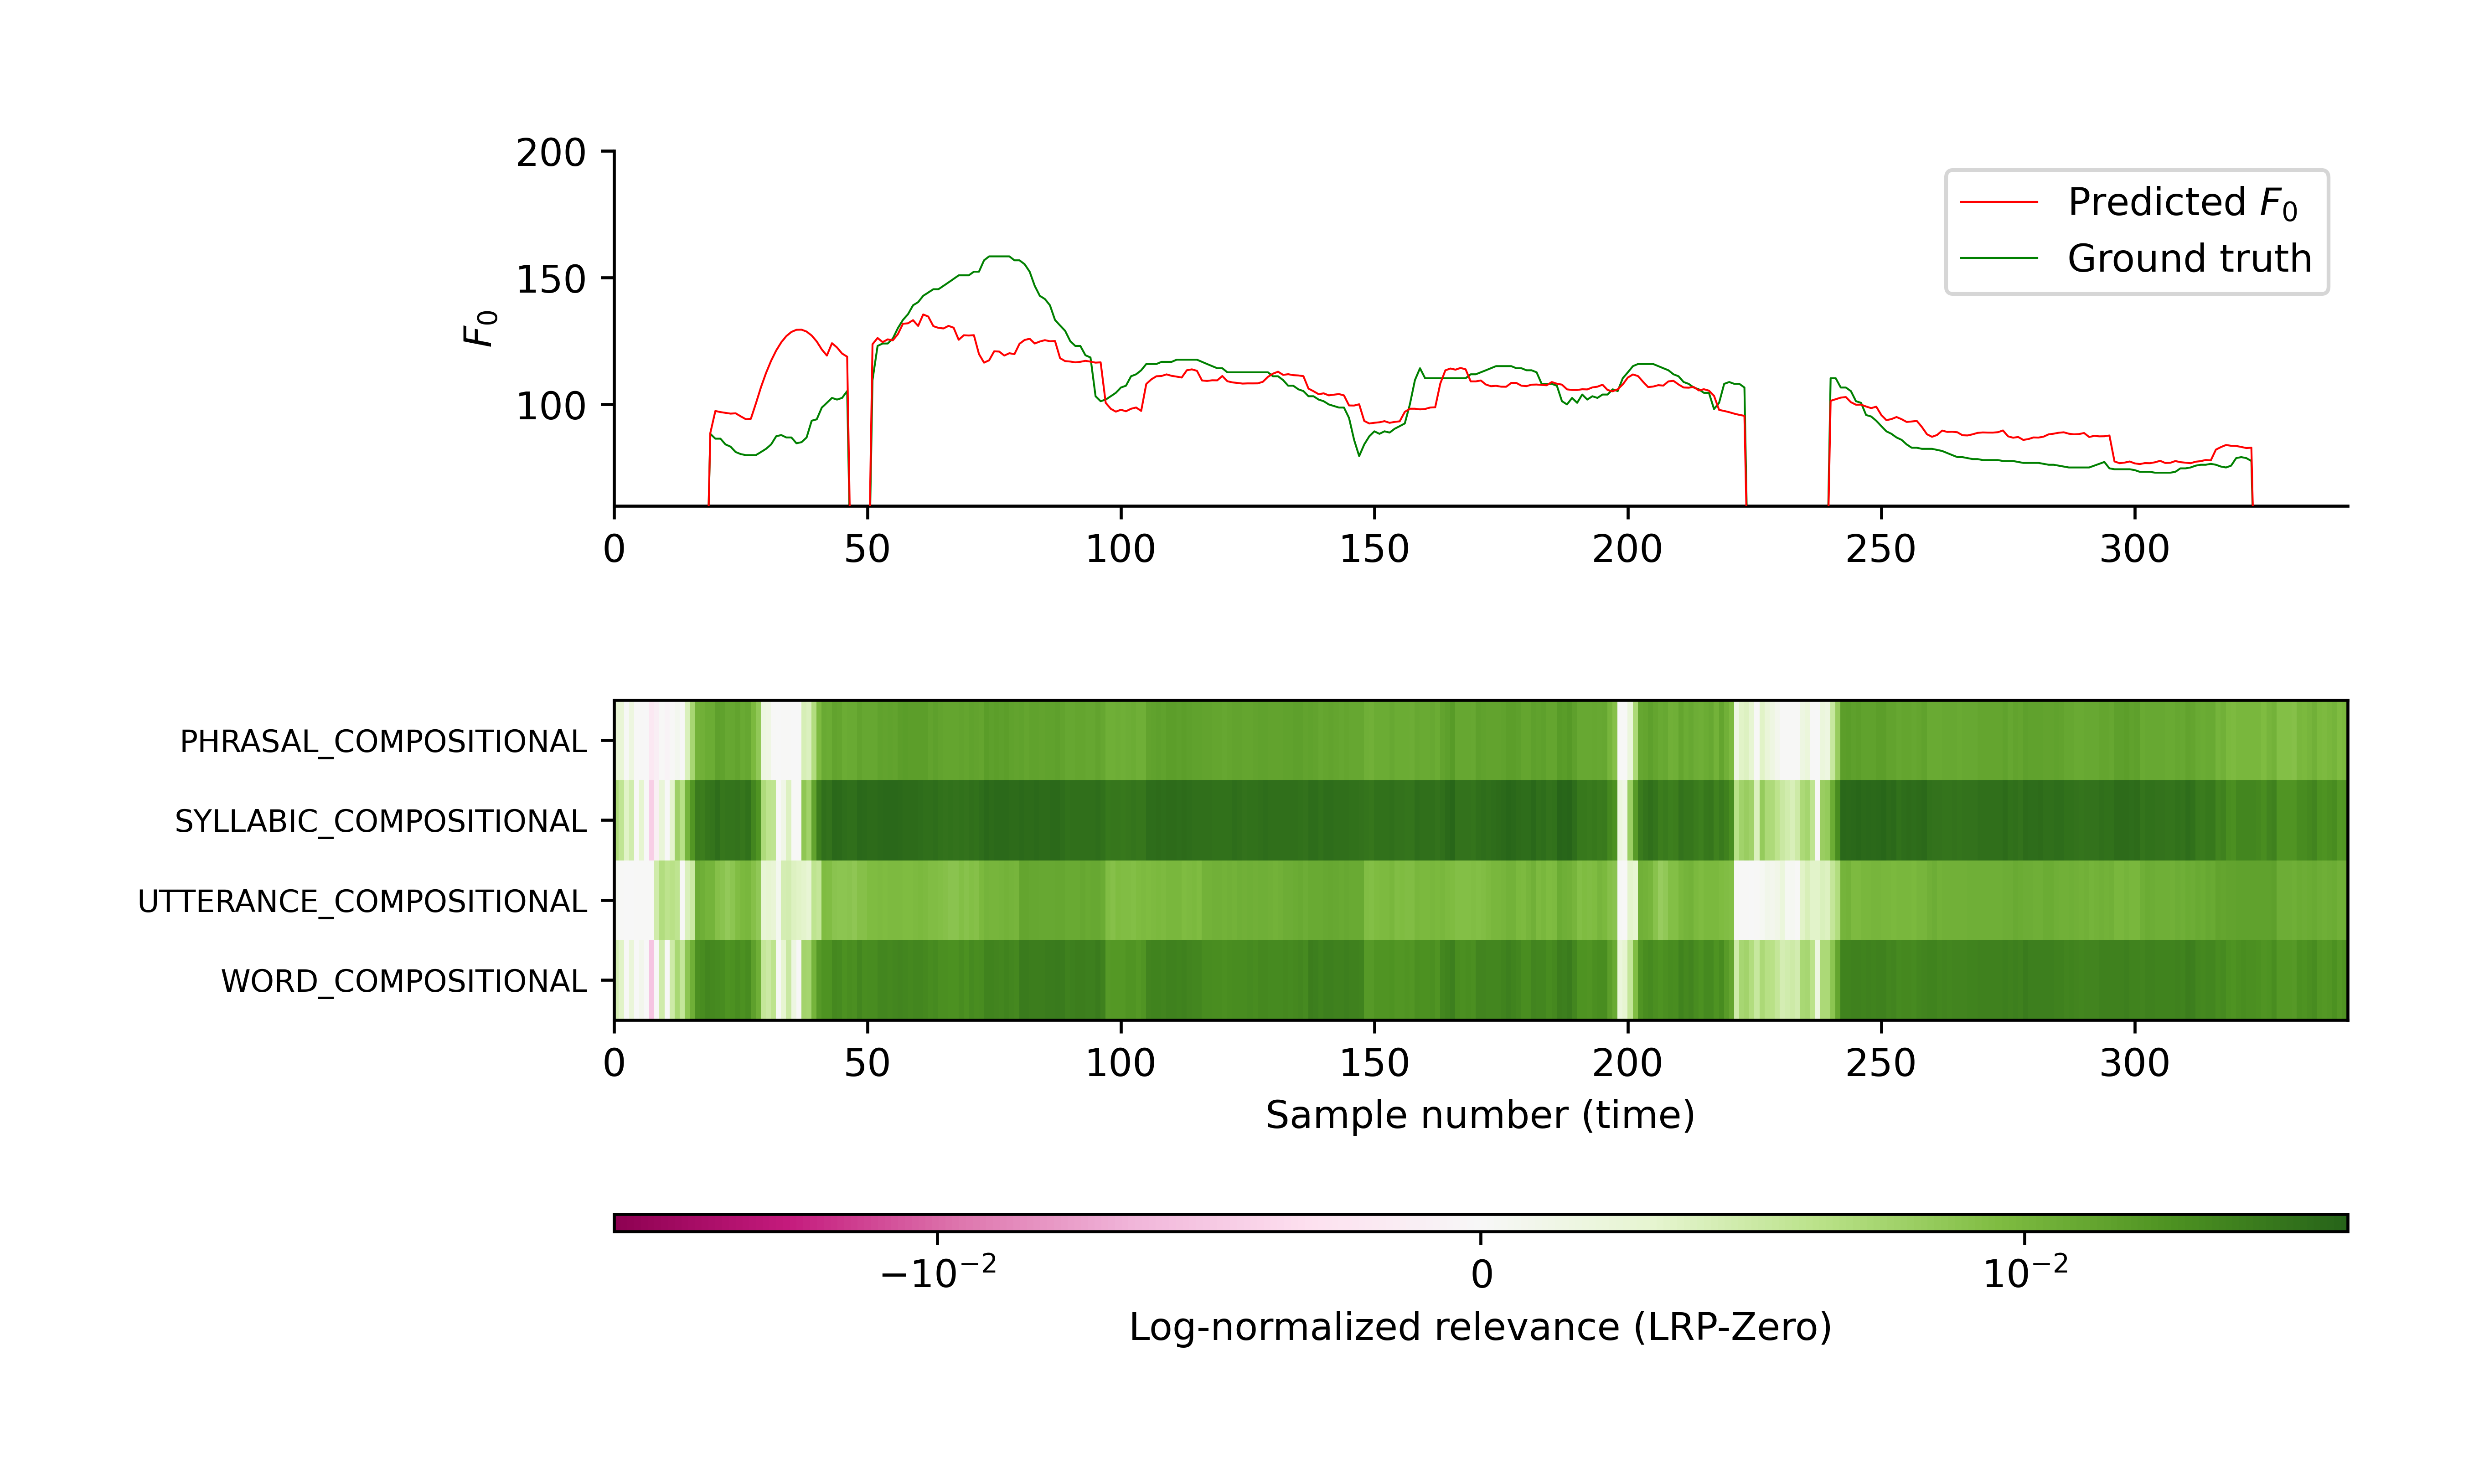 200
150
100
F₀
Predicted F₀
Ground truth
0 50 100 150 200 250 300
PHRASAL_COMPOSITIONAL
SYLLABIC_COMPOSITIONAL
UTTERANCE_COMPOSITIONAL
WORD_COMPOSITIONAL
0 50 100 150 200 250 300
Sample number (time)
−10⁻² 0 10⁻²
Log-normalized relevance (LRP-Zero)